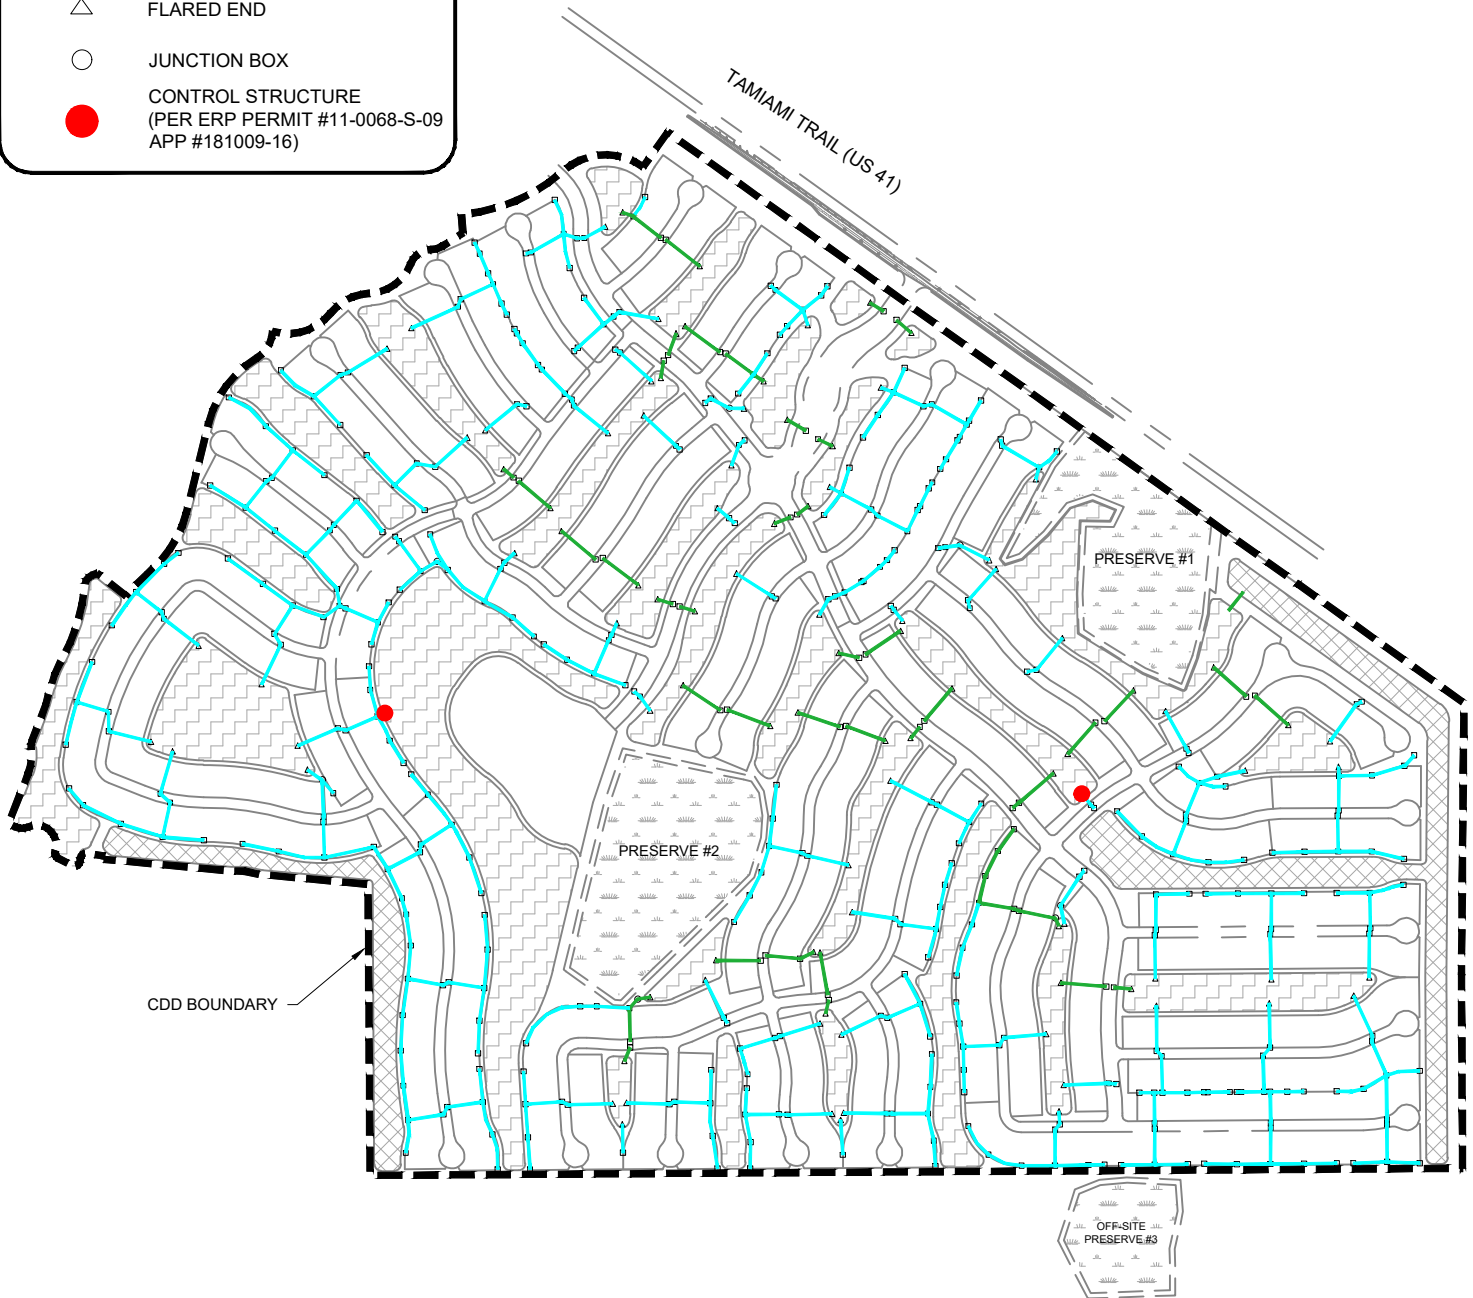 FLARED END
JUNCTION BOX
CONTROL STRUCTURE
(PER ERP PERMIT #11-0068-S-09
APP #181009-16)
TAMIAMI TRAIL (US 41)
PRESERVE #1
PRESERVE #2
CDD BOUNDARY
OFF-SITE
PRESERVE #3